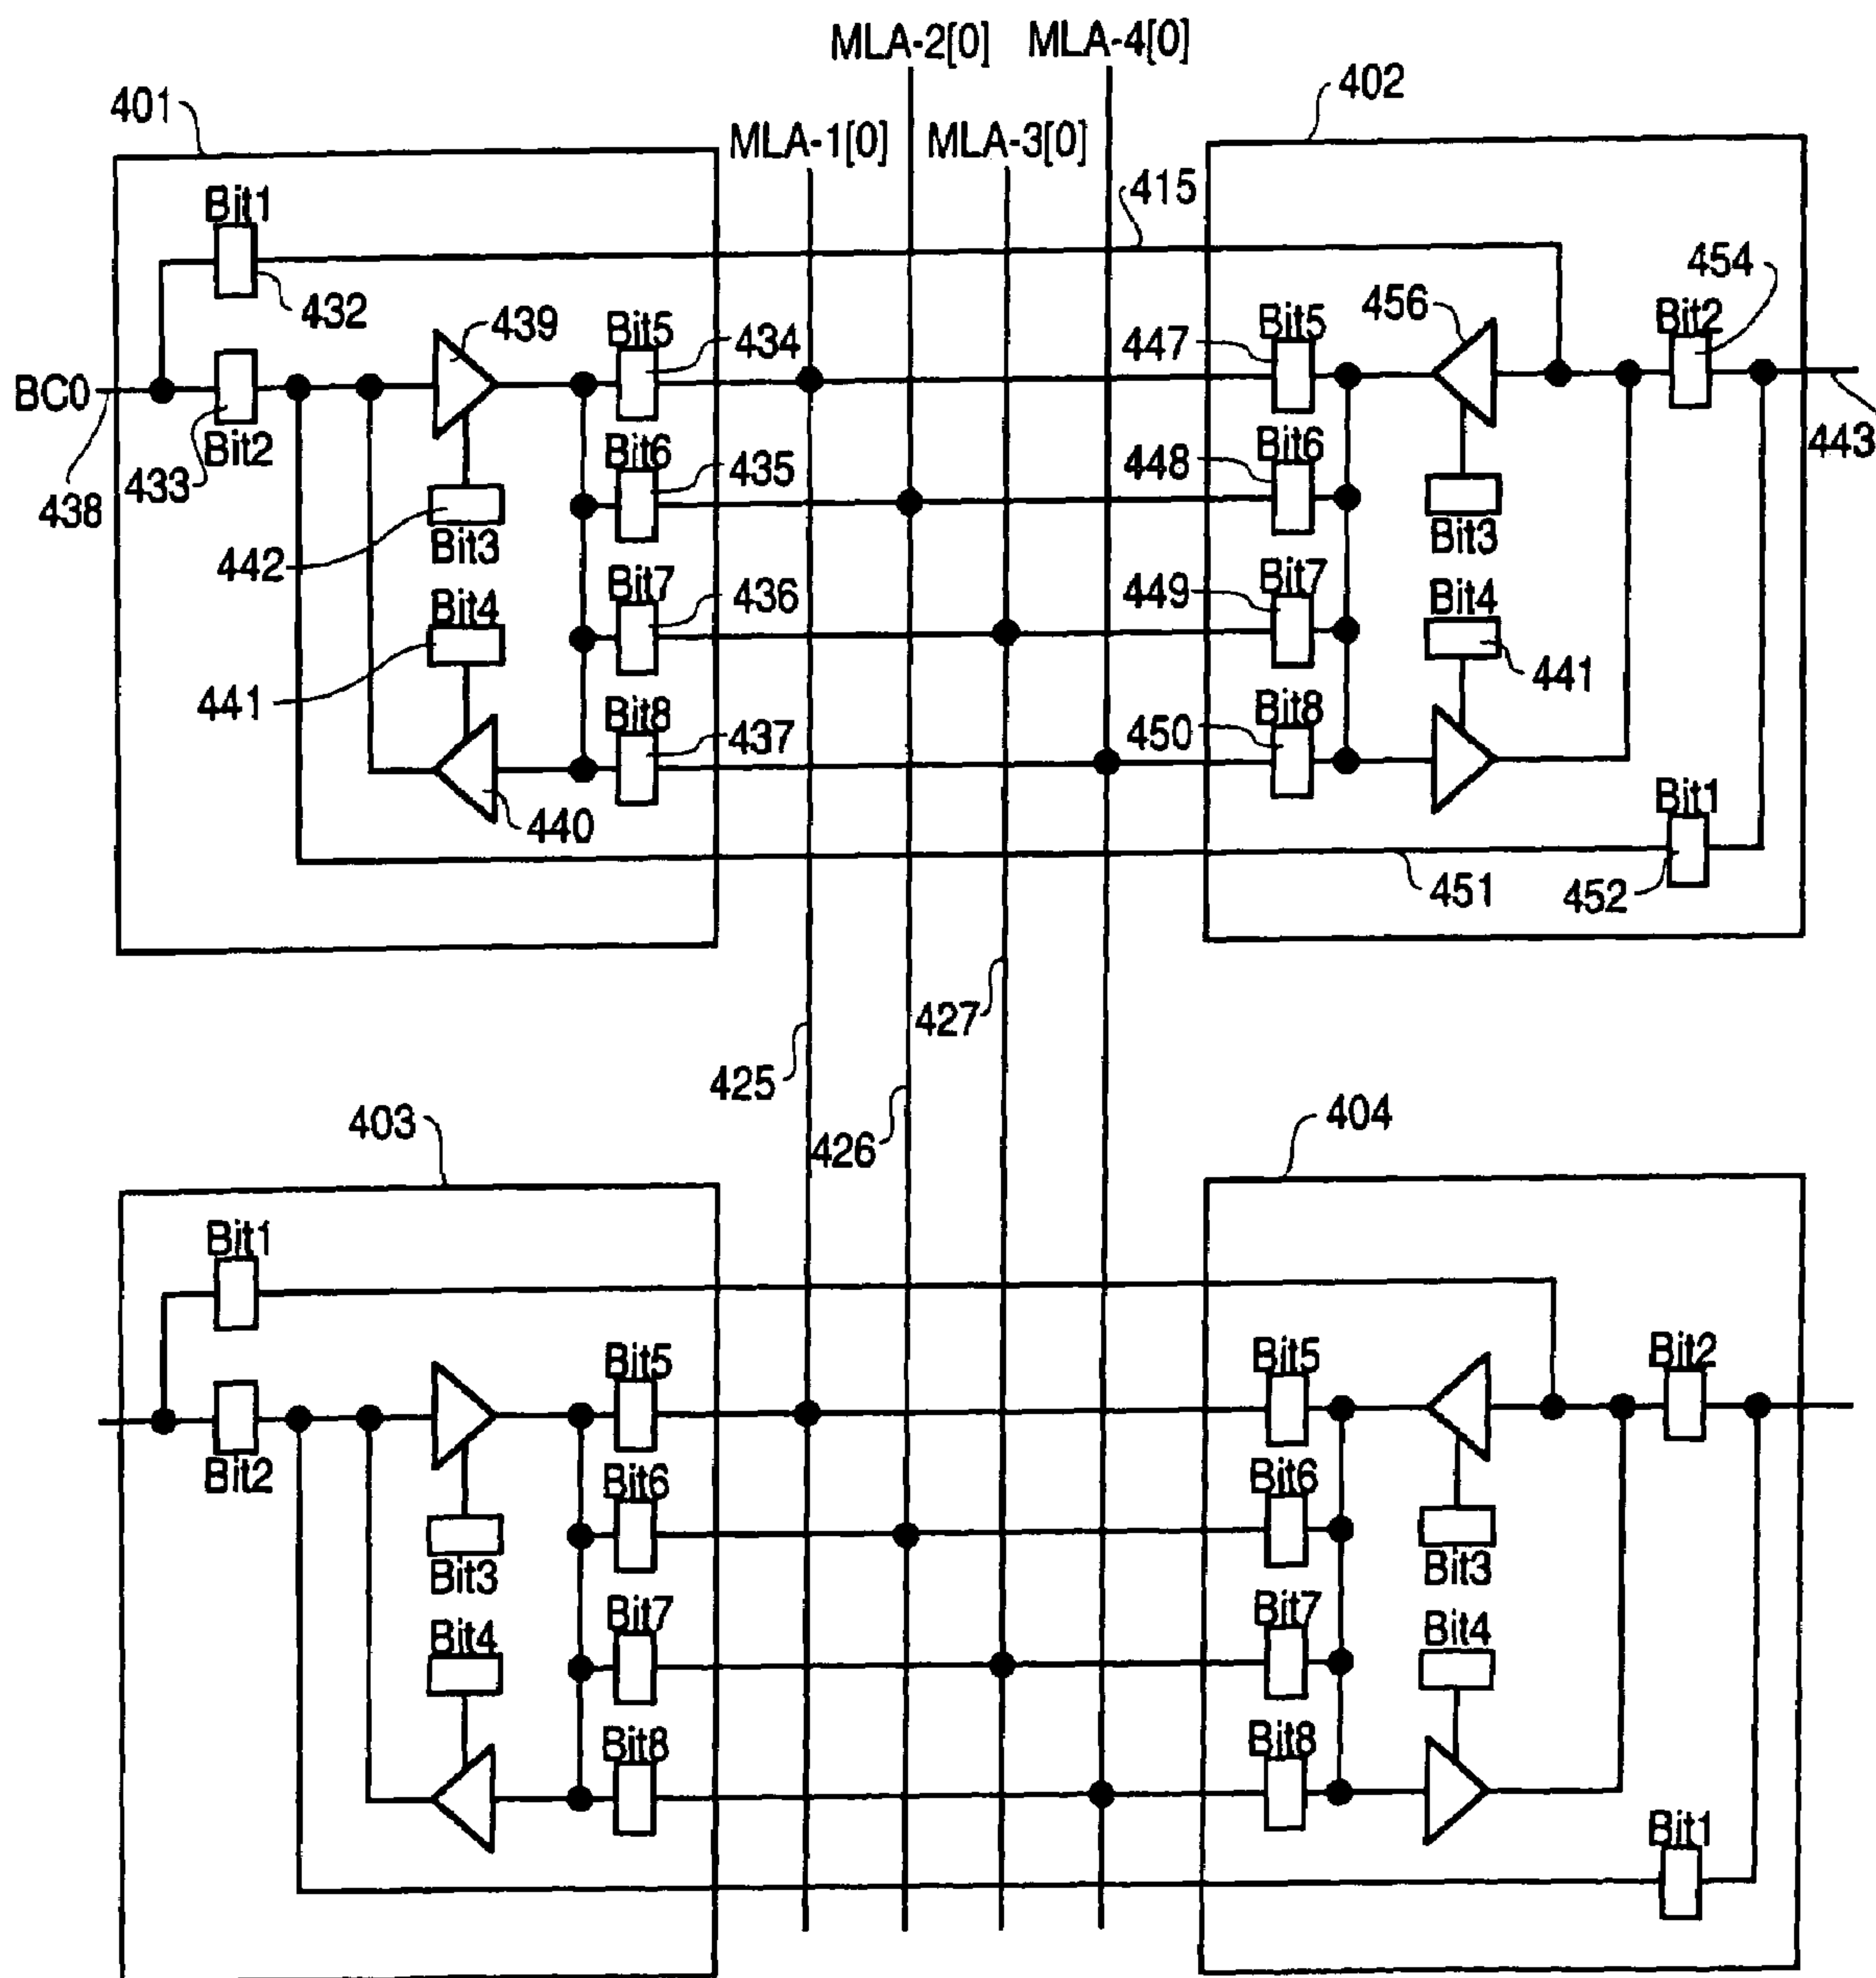 MLA-2[0] MLA-4[0]
401
402
MLA-1[0] MLA-3[0]
415
Bit1
432
454
439
Bit5
434
447
Bit5
456
Bit2
BC0
433
Bit2
438
443
Bit6
435
448
Bit6
442
Bit3
Bit3
Bit7
436
449
Bit7
Bit4
Bit4
441
441
Bit8
437
450
Bit8
440
Bit1
451
452
427
425
426
403
404
Bit1
Bit5
Bit5
Bit2
Bit2
Bit6
Bit6
Bit3
Bit3
Bit7
Bit7
Bit4
Bit4
Bit8
Bit8
Bit1